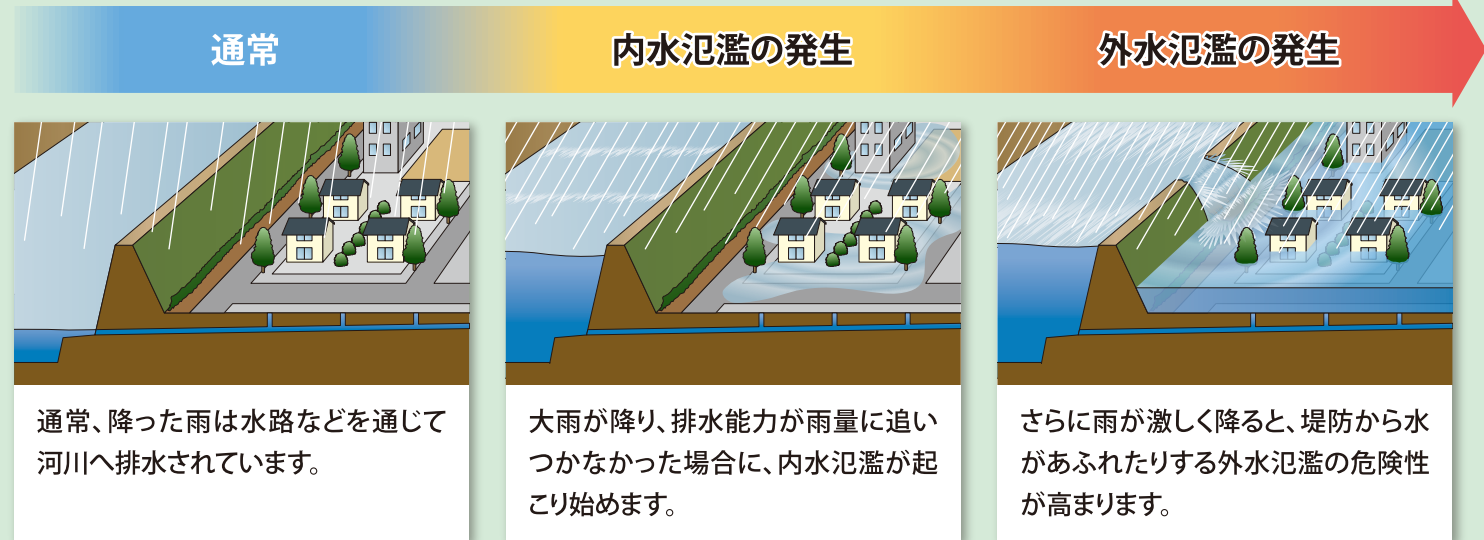 通常
内水氾濫の発生
外水氾濫の発生
通常、降った雨は水路などを通じて
河川へ排水されています。
大雨が降り、排水能力が雨量に追い
つかなかった場合に、内水氾濫が起
こり始めます。
さらに雨が激しく降ると、堤防から水
があふれたりする外水氾濫の危険性
が高まります。